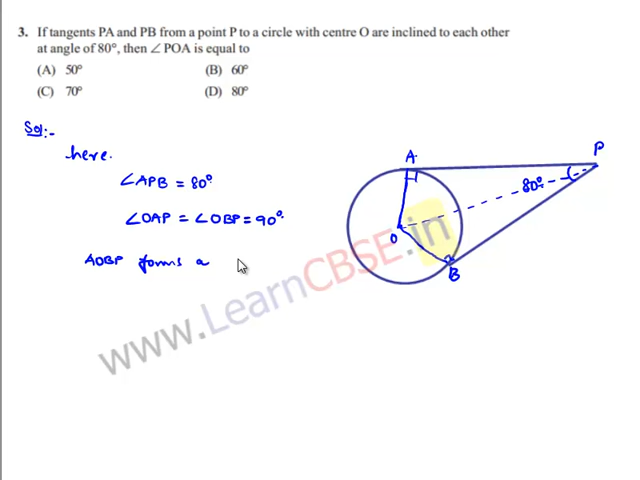 3. If tangents PA and PB from a point P to a circle with centre O are inclined to each other
at angle of 80°, then ∠ POA is equal to
(A) 50° (B) 60°
(C) 70° (D) 80°
Sol:-
here.
∠APB = 80°
∠OAP = ∠OBP = 90°.
AOBP forms a
A
P
80°
O
B
www.LearnCBSE.in